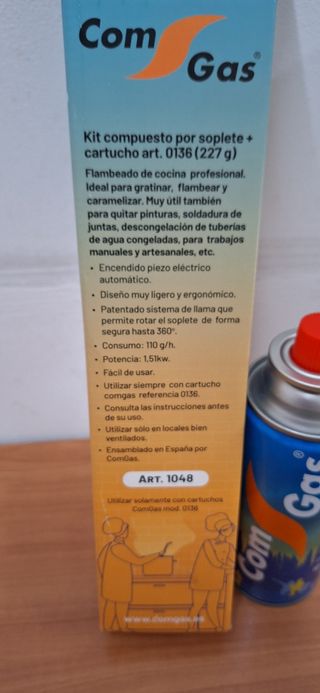 Com Gas®
Kit compuesto por soplete +
cartucho art. 0136 (227 g)
Flambeado de cocina profesional.
Ideal para gratinar, flambear y
caramelizar. Muy útil también
para quitar pinturas, soldadura de
juntas, descongelación de tuberías
de agua congeladas, para trabajos
manuales y artesanales, etc.
• Encendido piezo eléctrico
automático.
• Diseño muy ligero y ergonómico.
• Patentado sistema de llama que
permite rotar el soplete de forma
segura hasta 360º.
• Consumo: 110 g/h.
• Potencia: 1,51kw.
• Fácil de usar.
• Utilizar siempre con cartucho
comgas referencia 0136.
• Consulta las instrucciones antes
de su uso.
• Utilizar sólo en locales bien
ventilados.
• Ensamblado en España por
ComGas.
ART. 1048
Utilizar solamente con cartuchos
ComGas mod. 0136
www.comgas.es
Com Gas®